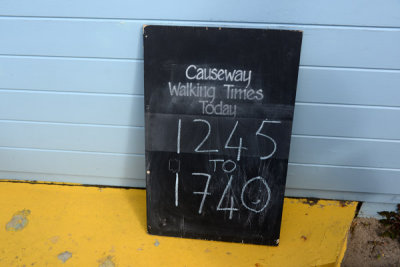 Causeway
Walking Times
Today
1245
TO
1740